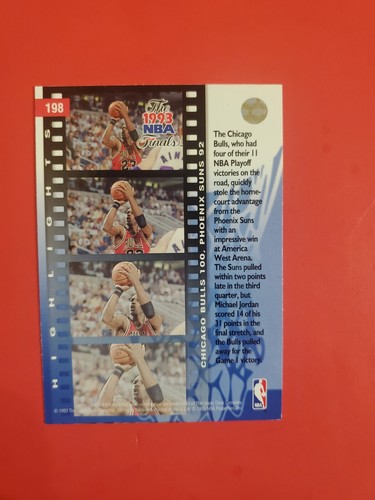 198
The
1993
NBA
Finals
HIGHLIGHTS
CHICAGO BULLS 100, PHOENIX SUNS 92
The Chicago
Bulls, who had
four of their 11
NBA Playoff
victories on the
road, quickly
stole the home-
court advantage
from the
Phoenix Suns
with an
impressive win
at America
West Arena.
The Suns pulled
within two points
late in the third
quarter, but
Michael Jordan
scored 14 of his
31 points in the
final stretch, and
the Bulls pulled
away for the
Game 1 victory.
NBA